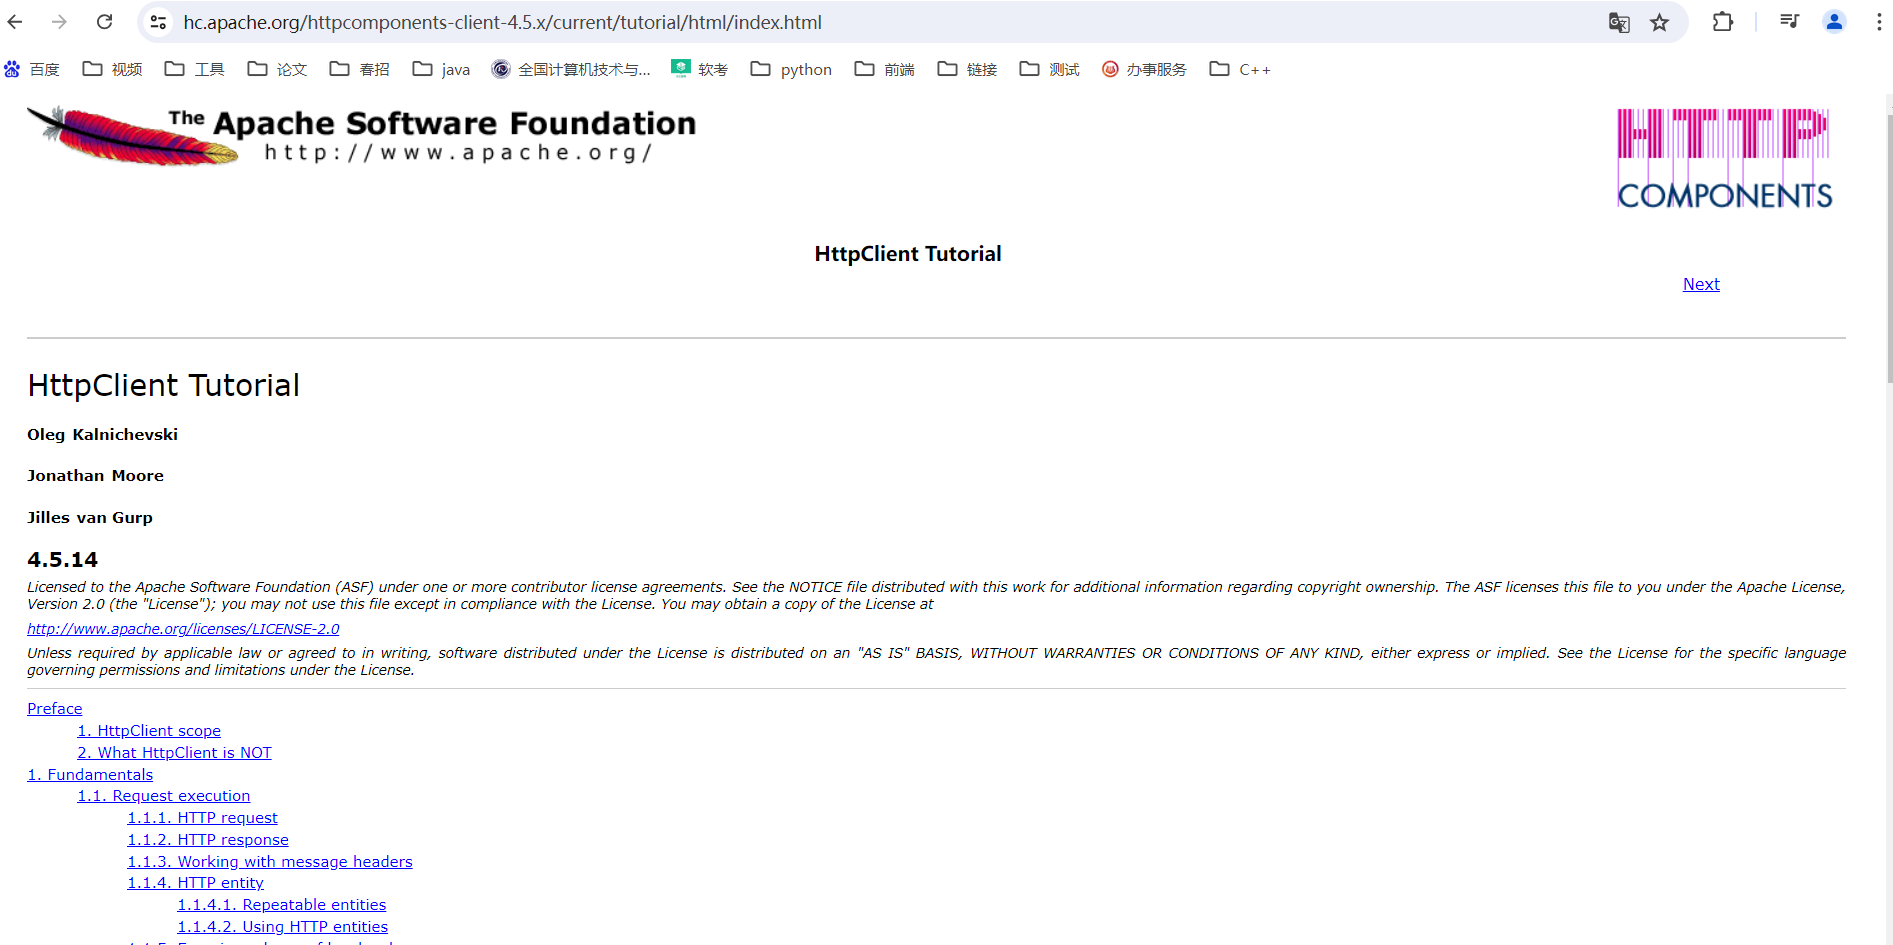 hc.apache.org/httpcomponents-client-4.5.x/current/tutorial/html/index.html
百度 视频 工具 论文 春招 java 全国计算机技术与... 软考 python 前端 链接 测试 办事服务 C++
The Apache Software Foundation
http://www.apache.org/
HTTP
COMPONENTS
HttpClient Tutorial
Next
HttpClient Tutorial
Oleg Kalnichevski
Jonathan Moore
Jilles van Gurp
4.5.14
Licensed to the Apache Software Foundation (ASF) under one or more contributor license agreements. See the NOTICE file distributed with this work for additional information regarding copyright ownership. The ASF licenses this file to you under the Apache License,
Version 2.0 (the "License"); you may not use this file except in compliance with the License. You may obtain a copy of the License at
http://www.apache.org/licenses/LICENSE-2.0
Unless required by applicable law or agreed to in writing, software distributed under the License is distributed on an "AS IS" BASIS, WITHOUT WARRANTIES OR CONDITIONS OF ANY KIND, either express or implied. See the License for the specific language
governing permissions and limitations under the License.
Preface
1. HttpClient scope
2. What HttpClient is NOT
1. Fundamentals
1.1. Request execution
1.1.1. HTTP request
1.1.2. HTTP response
1.1.3. Working with message headers
1.1.4. HTTP entity
1.1.4.1. Repeatable entities
1.1.4.2. Using HTTP entities